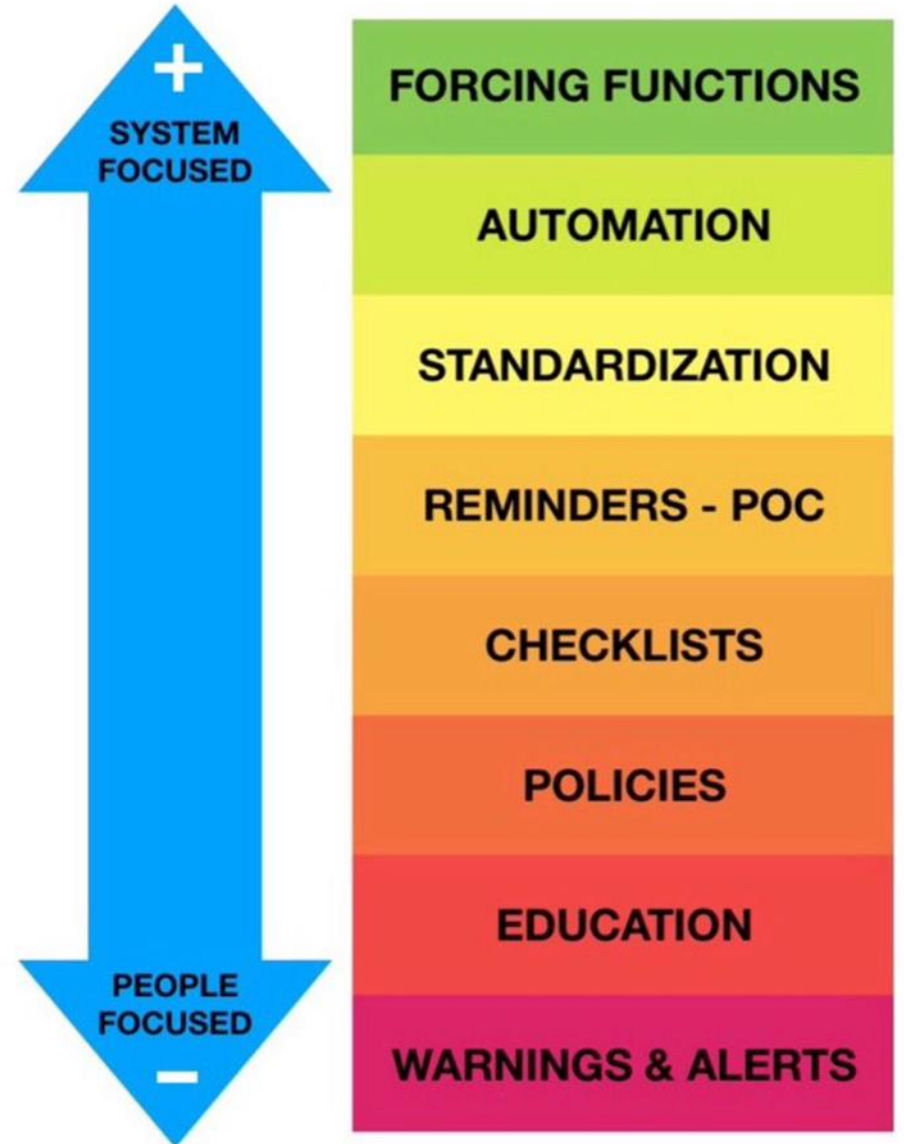 +
SYSTEM
FOCUSED
FORCING FUNCTIONS
AUTOMATION
STANDARDIZATION
REMINDERS - POC
CHECKLISTS
POLICIES
EDUCATION
PEOPLE
FOCUSED
WARNINGS & ALERTS
−